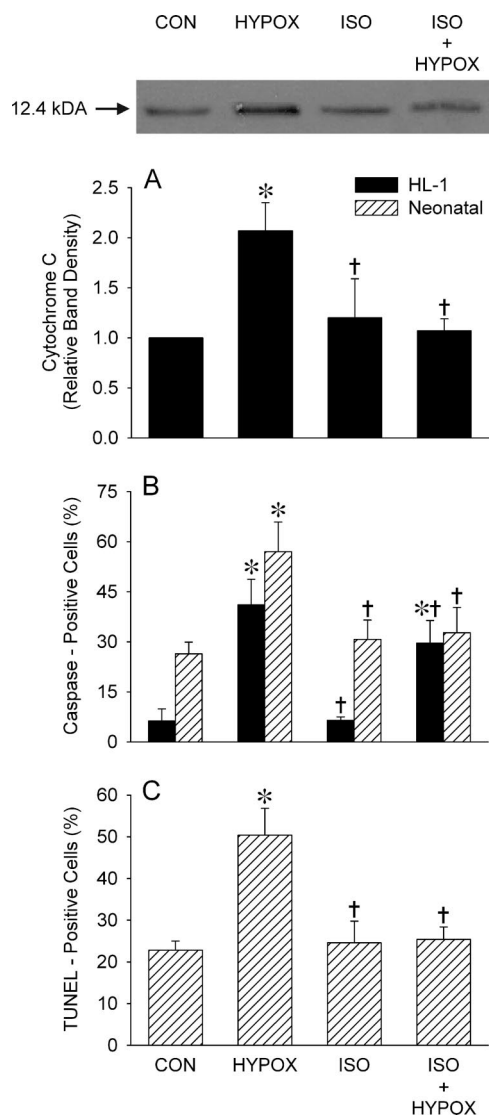 CON HYPOX ISO ISO
+
HYPOX
12.4 kDA
A
*
HL-1
Neonatal
†
†
Cytochrome C
(Relative Band Density)
2.5
2.0
1.5
1.0
0.5
0.0
B
*
*
†
†
*†
†
Caspase - Positive Cells (%)
75
60
45
30
15
0
C
*
†
†
TUNEL - Positive Cells (%)
60
50
40
30
20
10
0
CON HYPOX ISO ISO
+
HYPOX